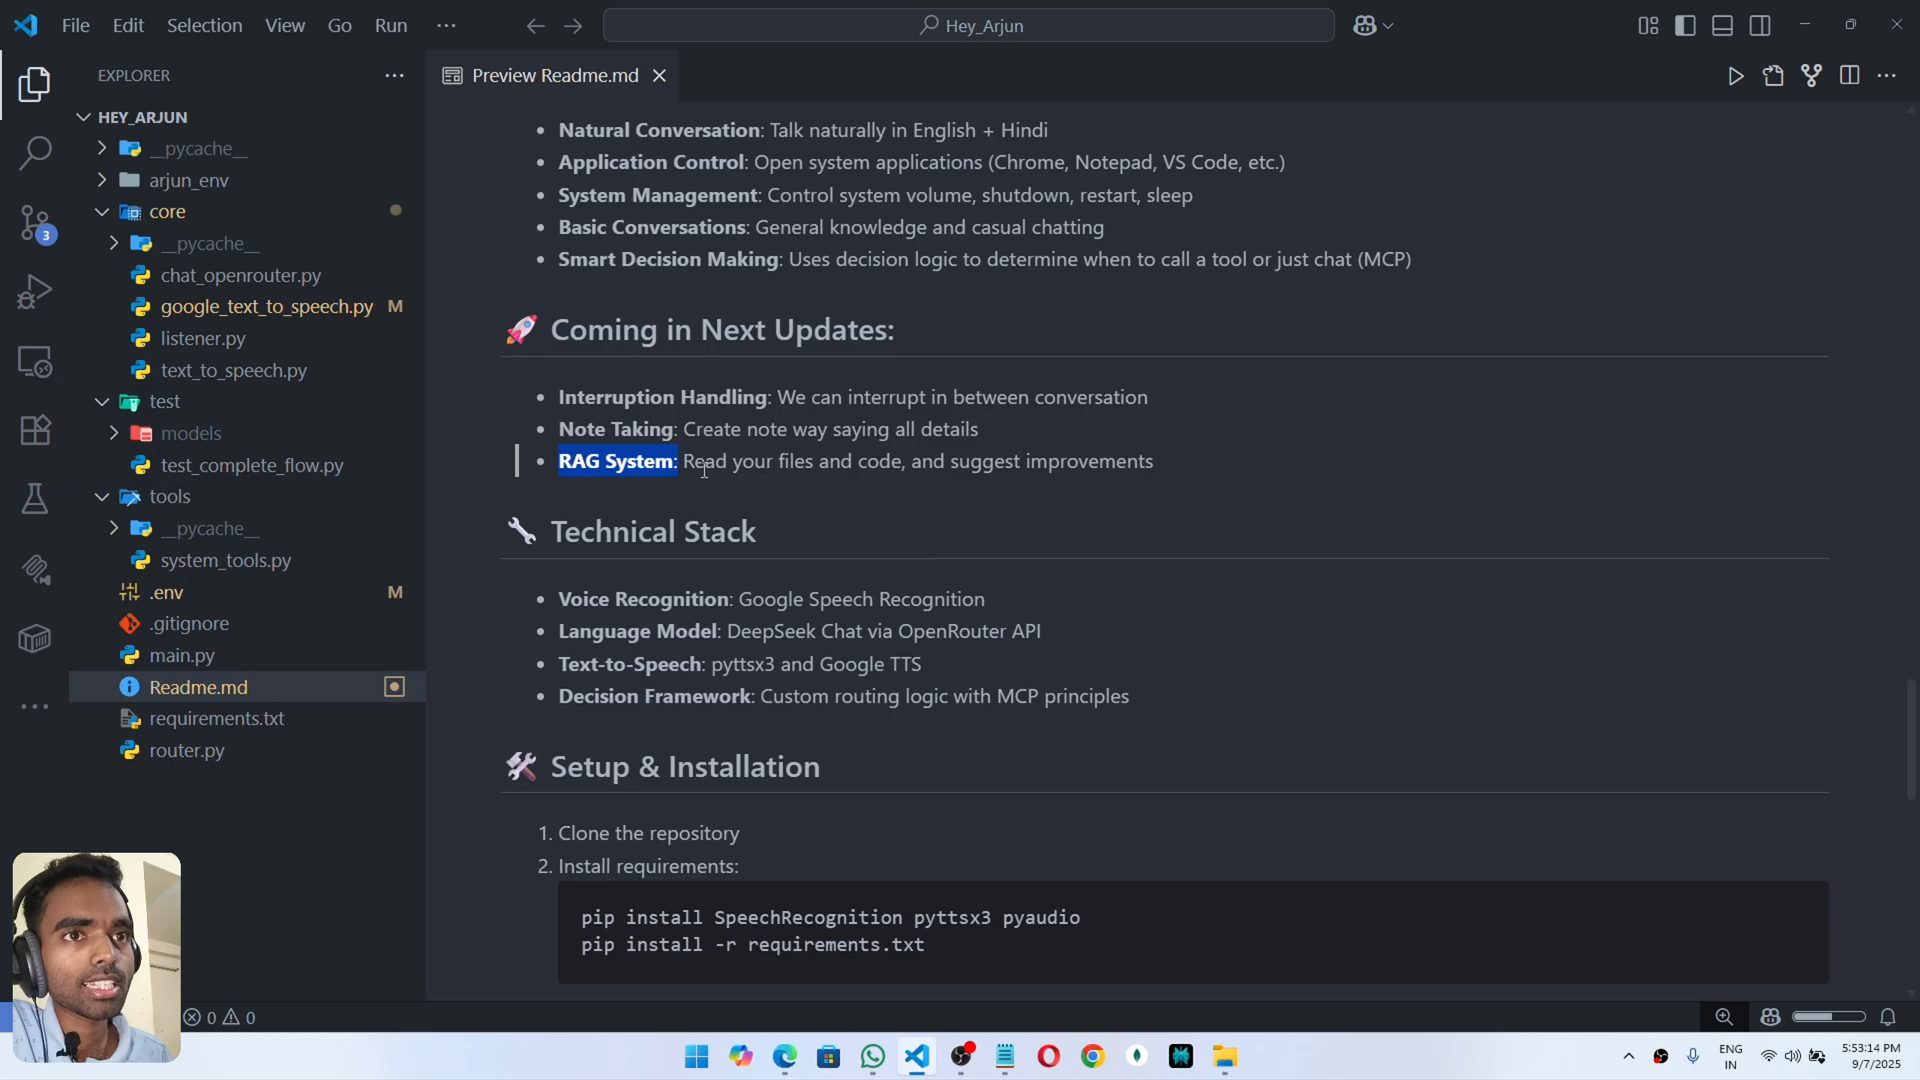 File Edit Selection View Go Run ··· Hey_Arjun
EXPLORER
HEY_ARJUN
__pycache__
arjun_env
core
__pycache__
chat_openrouter.py
google_text_to_speech.py M
listener.py
text_to_speech.py
test
models
test_complete_flow.py
tools
__pycache__
system_tools.py
.env M
.gitignore
main.py
Readme.md
requirements.txt
router.py
3
Preview Readme.md
• Natural Conversation: Talk naturally in English + Hindi
• Application Control: Open system applications (Chrome, Notepad, VS Code, etc.)
• System Management: Control system volume, shutdown, restart, sleep
• Basic Conversations: General knowledge and casual chatting
• Smart Decision Making: Uses decision logic to determine when to call a tool or just chat (MCP)
🚀 Coming in Next Updates:
• Interruption Handling: We can interrupt in between conversation
• Note Taking: Create note way saying all details
• RAG System: Read your files and code, and suggest improvements
🔧 Technical Stack
• Voice Recognition: Google Speech Recognition
• Language Model: DeepSeek Chat via OpenRouter API
• Text-to-Speech: pyttsx3 and Google TTS
• Decision Framework: Custom routing logic with MCP principles
🛠️ Setup & Installation
1. Clone the repository
2. Install requirements:
pip install SpeechRecognition pyttsx3 pyaudio
pip install -r requirements.txt
0 0
ENG
IN
5:53:14 PM
9/7/2025